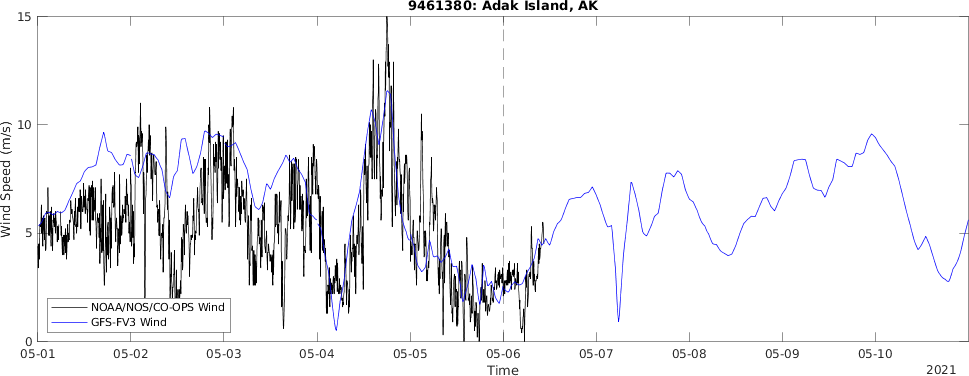 9461380: Adak Island, AK
15
10
5
0
Wind Speed (m/s)
NOAA/NOS/CO-OPS Wind
GFS-FV3 Wind
05-01 05-02 05-03 05-04 05-05 05-06 05-07 05-08 05-09 05-10
Time
2021